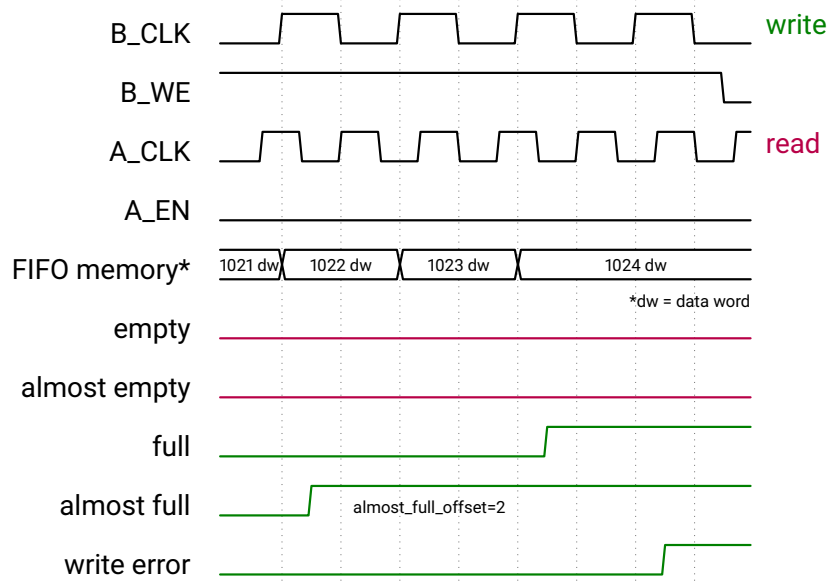 B_CLK
write
B_WE
A_CLK
read
A_EN
FIFO memory*
1021 dw
1022 dw
1023 dw
1024 dw
*dw = data word
empty
almost empty
full
almost full
almost_full_offset=2
write error